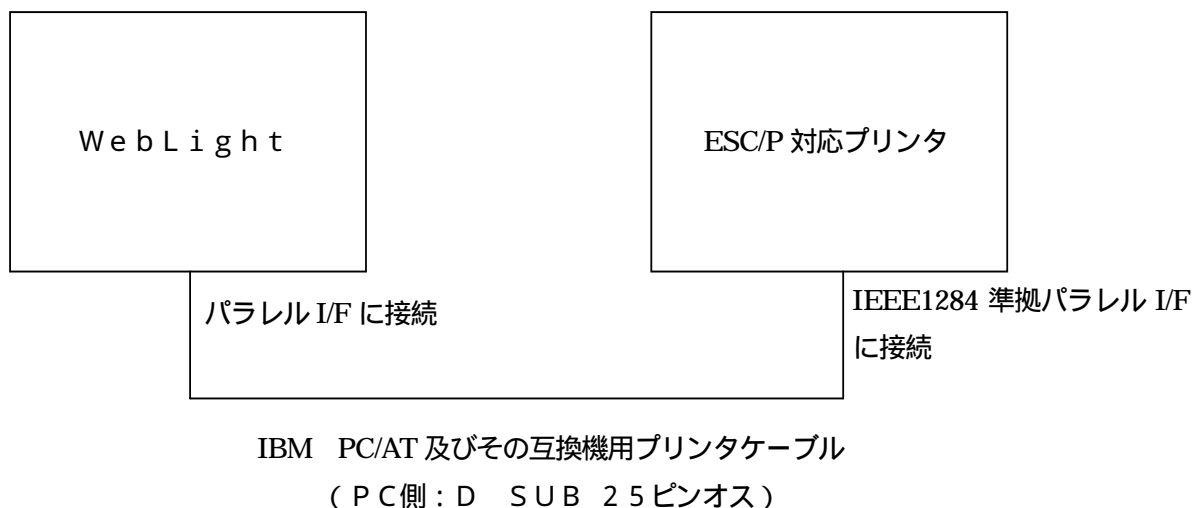 ＷｅｂＬｉｇｈｔ
ESC/P 対応プリンタ
パラレル I/F に接続
IEEE1284 準拠パラレル I/F
に接続
IBM　PC/AT 及びその互換機用プリンタケーブル
（ＰＣ側：Ｄ　ＳＵＢ　２５ピンオス）